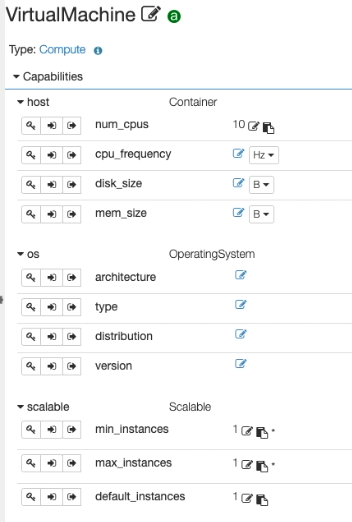 VirtualMachine a
Type: Compute i
Capabilities
host Container
num_cpus 10
cpu_frequency Hz
disk_size B
mem_size B
os OperatingSystem
architecture
type
distribution
version
scalable Scalable
min_instances 1 *
max_instances 1 *
default_instances 1